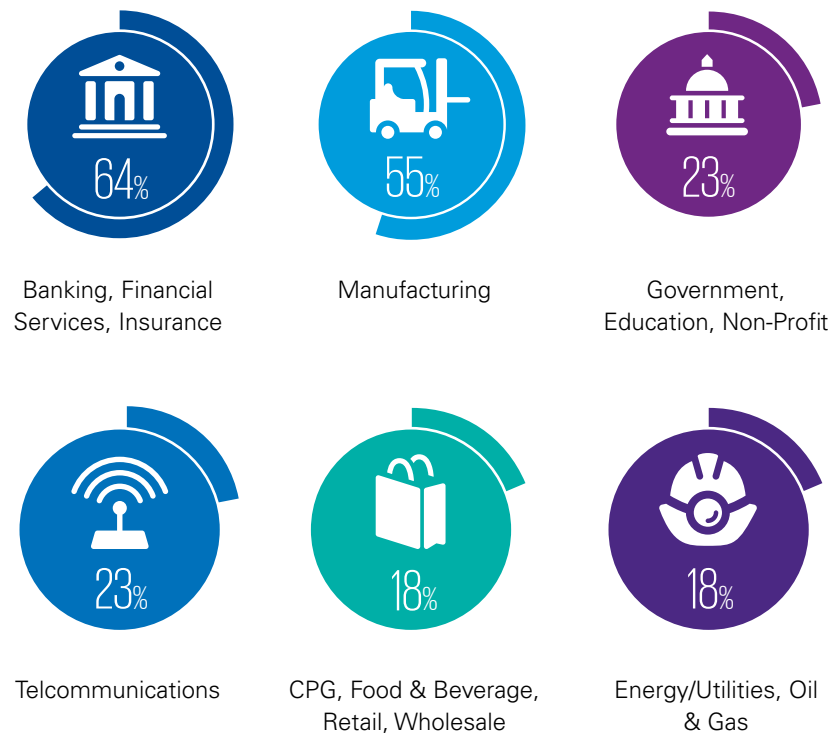 64%
55%
23%
Banking, Financial
Services, Insurance
Manufacturing
Government,
Education, Non-Profit
23%
18%
18%
Telcommunications
CPG, Food & Beverage,
Retail, Wholesale
Energy/Utilities, Oil
& Gas